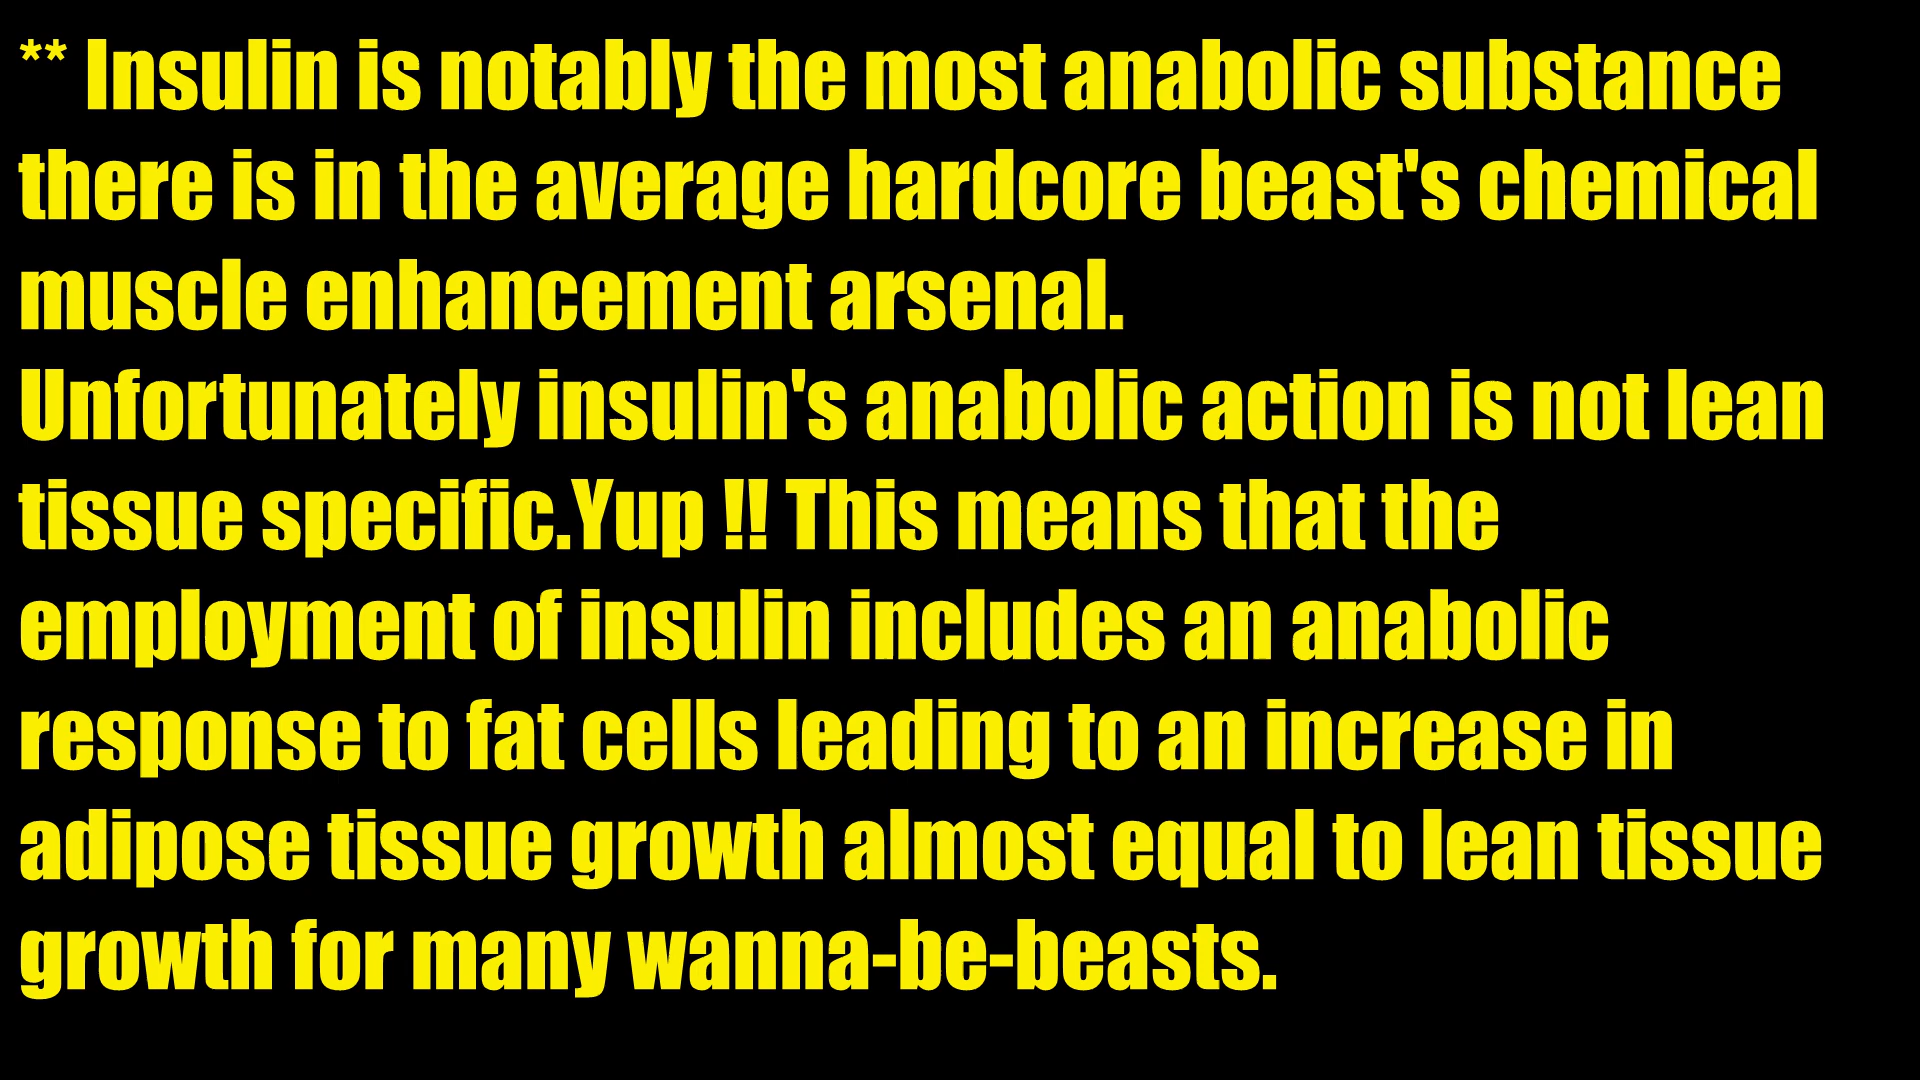 ** Insulin is notably the most anabolic substance
there is in the average hardcore beast's chemical
muscle enhancement arsenal.
Unfortunately insulin's anabolic action is not lean
tissue specific.Yup !! This means that the
employment of insulin includes an anabolic
response to fat cells leading to an increase in
adipose tissue growth almost equal to lean tissue
growth for many wanna-be-beasts.